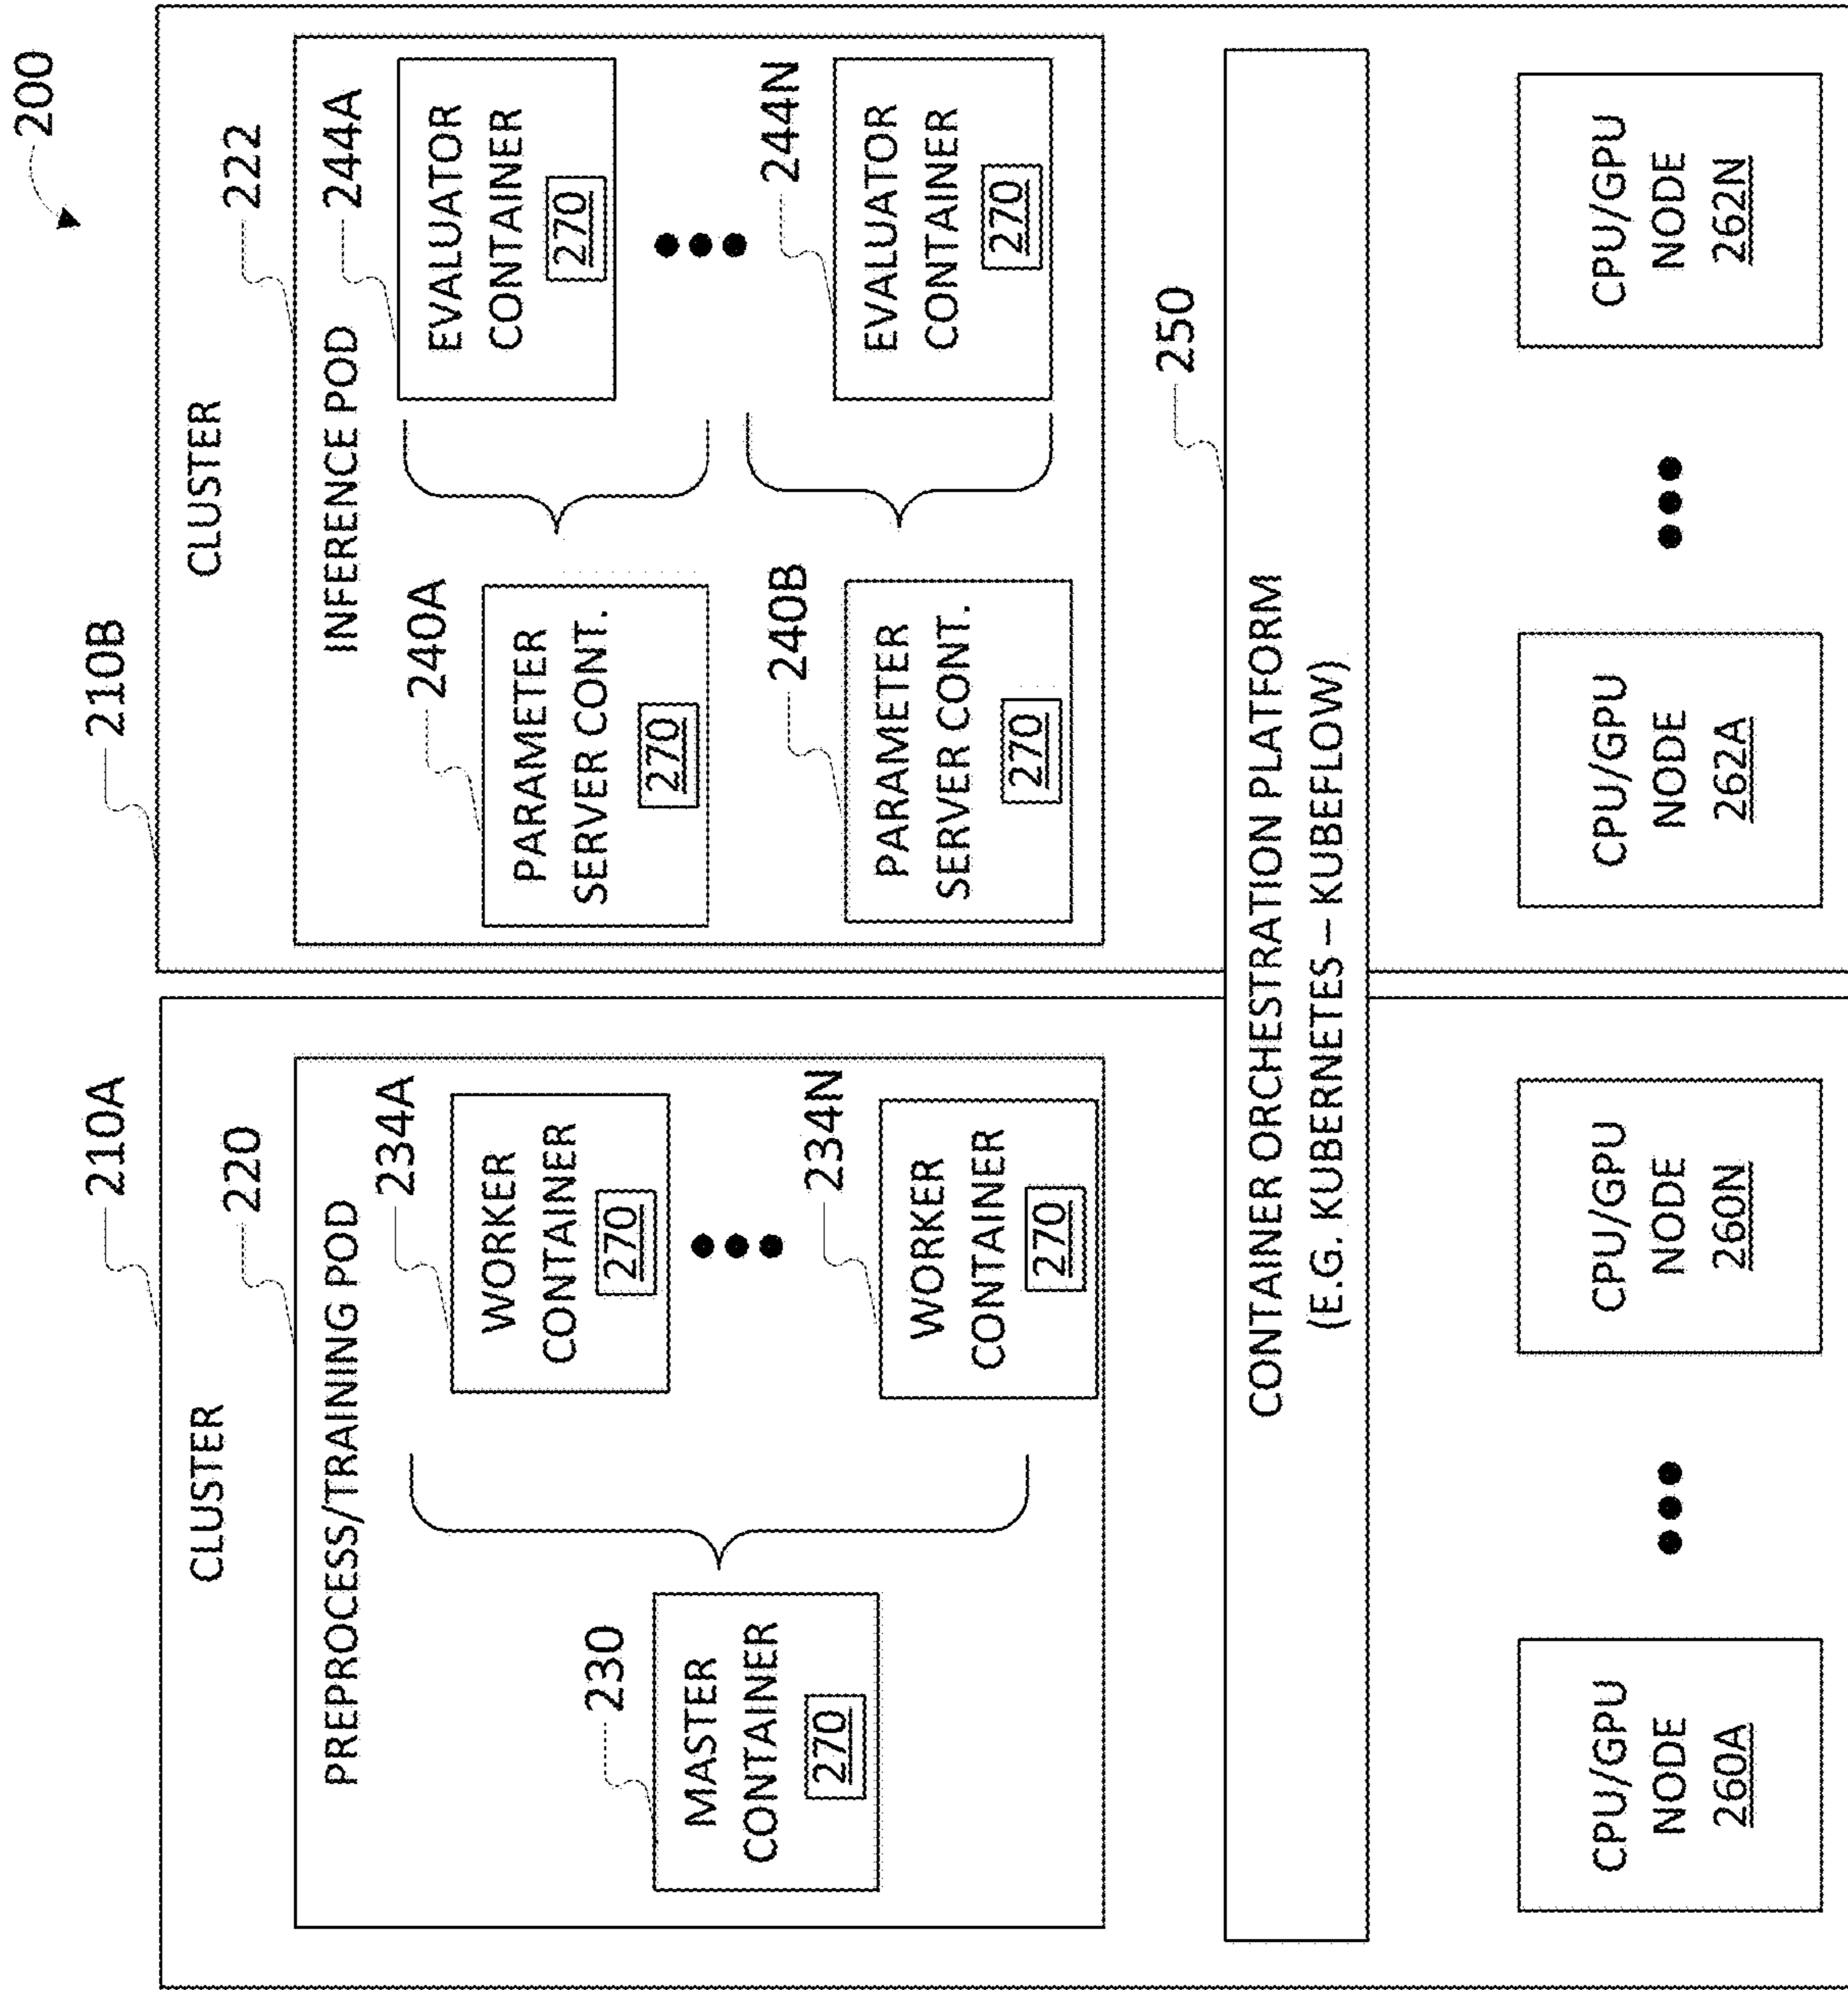 200
210A
CLUSTER
220
PREPROCESS/TRAINING POD
230
MASTER
CONTAINER
270
234A
WORKER
CONTAINER
270
234N
WORKER
CONTAINER
270
210B
CLUSTER
222
INFERENCE POD
240A
PARAMETER
SERVER CONT.
270
240B
PARAMETER
SERVER CONT.
270
244A
EVALUATOR
CONTAINER
270
244N
EVALUATOR
CONTAINER
270
250
CONTAINER ORCHESTRATION PLATFORM
(E.G. KUBERNETES – KUBEFLOW)
CPU/GPU
NODE
260A
CPU/GPU
NODE
260N
CPU/GPU
NODE
262A
CPU/GPU
NODE
262N